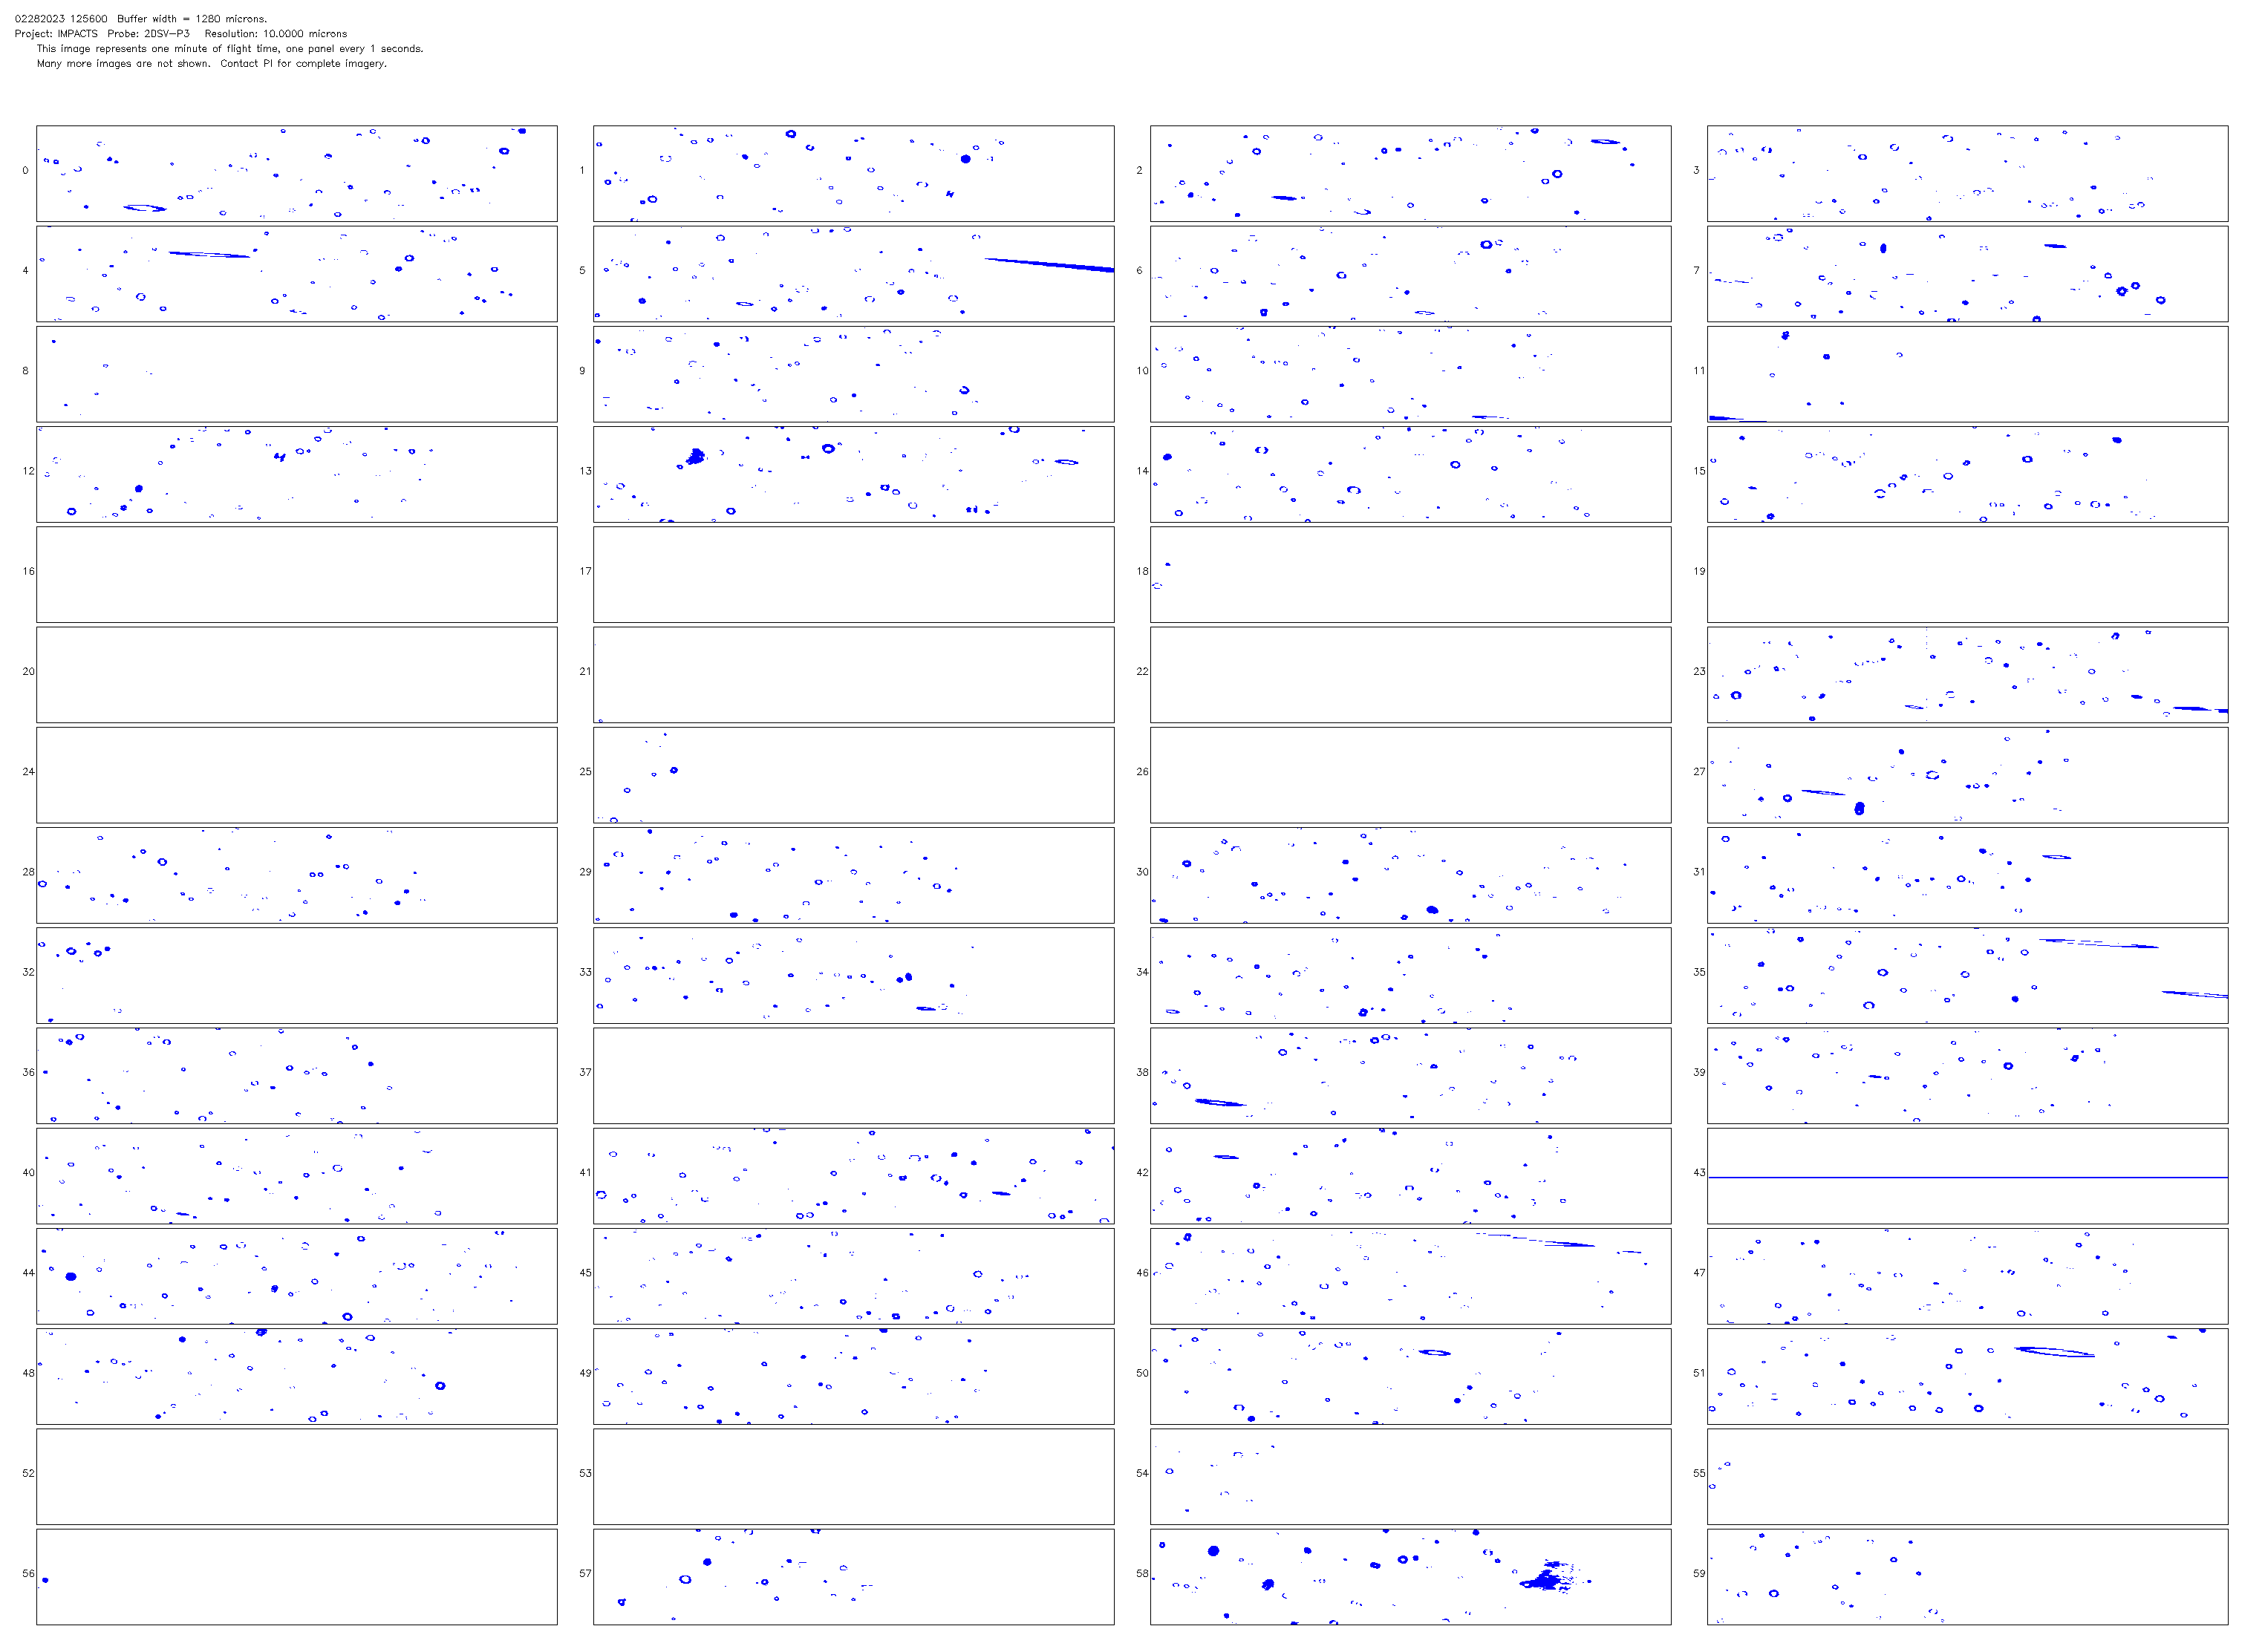 02282023 125600 Buffer width = 1280 microns.
Project: IMPACTS Probe: 2DSV-P3 Resolution: 10.0000 microns
This image represents one minute of flight time, one panel every 1 seconds.
Many more images are not shown. Contact PI for complete imagery.
0 1 2 3
4 5 6 7
8 9 10 11
12 13 14 15
16 17 18 19
20 21 22 23
24 25 26 27
28 29 30 31
32 33 34 35
36 37 38 39
40 41 42 43
44 45 46 47
48 49 50 51
52 53 54 55
56 57 58 59